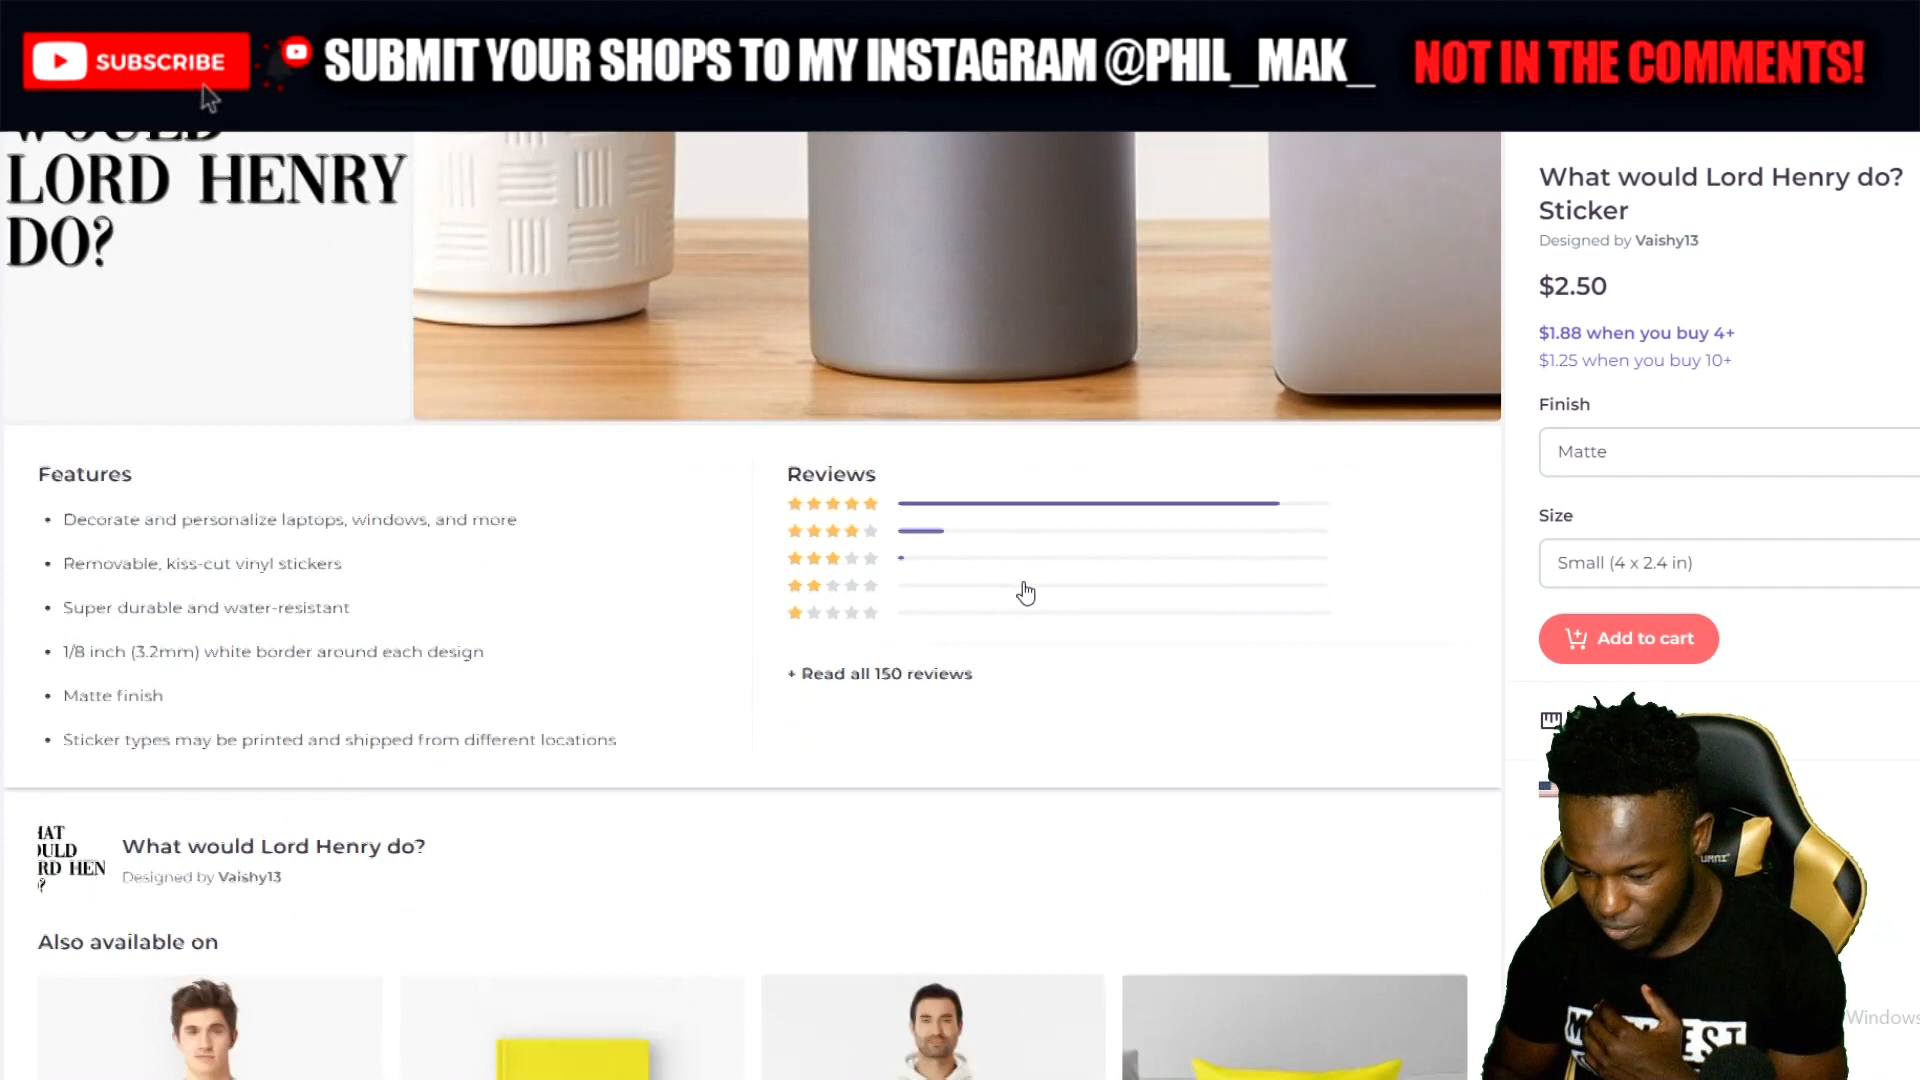 SUBSCRIBE
SUBMIT YOUR SHOPS TO MY INSTAGRAM @PHIL_MAK_ NOT IN THE COMMENTS!
WOULD
LORD HENRY
DO?
What would Lord Henry do?
Sticker
Designed by Vaishy13
$2.50
$1.88 when you buy 4+
$1.25 when you buy 10+
Finish
Matte
Size
Small (4 x 2.4 in)
Add to cart
Features
• Decorate and personalize laptops, windows, and more
• Removable, kiss-cut vinyl stickers
• Super durable and water-resistant
• 1/8 inch (3.2mm) white border around each design
• Matte finish
• Sticker types may be printed and shipped from different locations
Reviews
+ Read all 150 reviews
What would Lord Henry do?
Designed by Vaishy13
Also available on
Windows